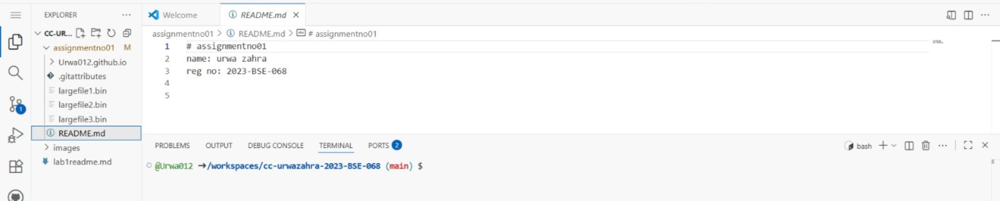 EXPLORER ...
CC-UR...
assignmentno01 M
Urwa012.github.io
.gitattributes
largefile1.bin
largefile2.bin
largefile3.bin
README.md
images
lab1readme.md
1
Welcome
README.md
assignmentno01 > README.md > # assignmentno01
1 # assignmentno01
2 name: urwa zahra
3 reg no: 2023-BSE-068
4
5
PROBLEMS OUTPUT DEBUG CONSOLE TERMINAL PORTS 2
bash
@Urwa012 →/workspaces/cc-urwazahra-2023-BSE-068 (main) $